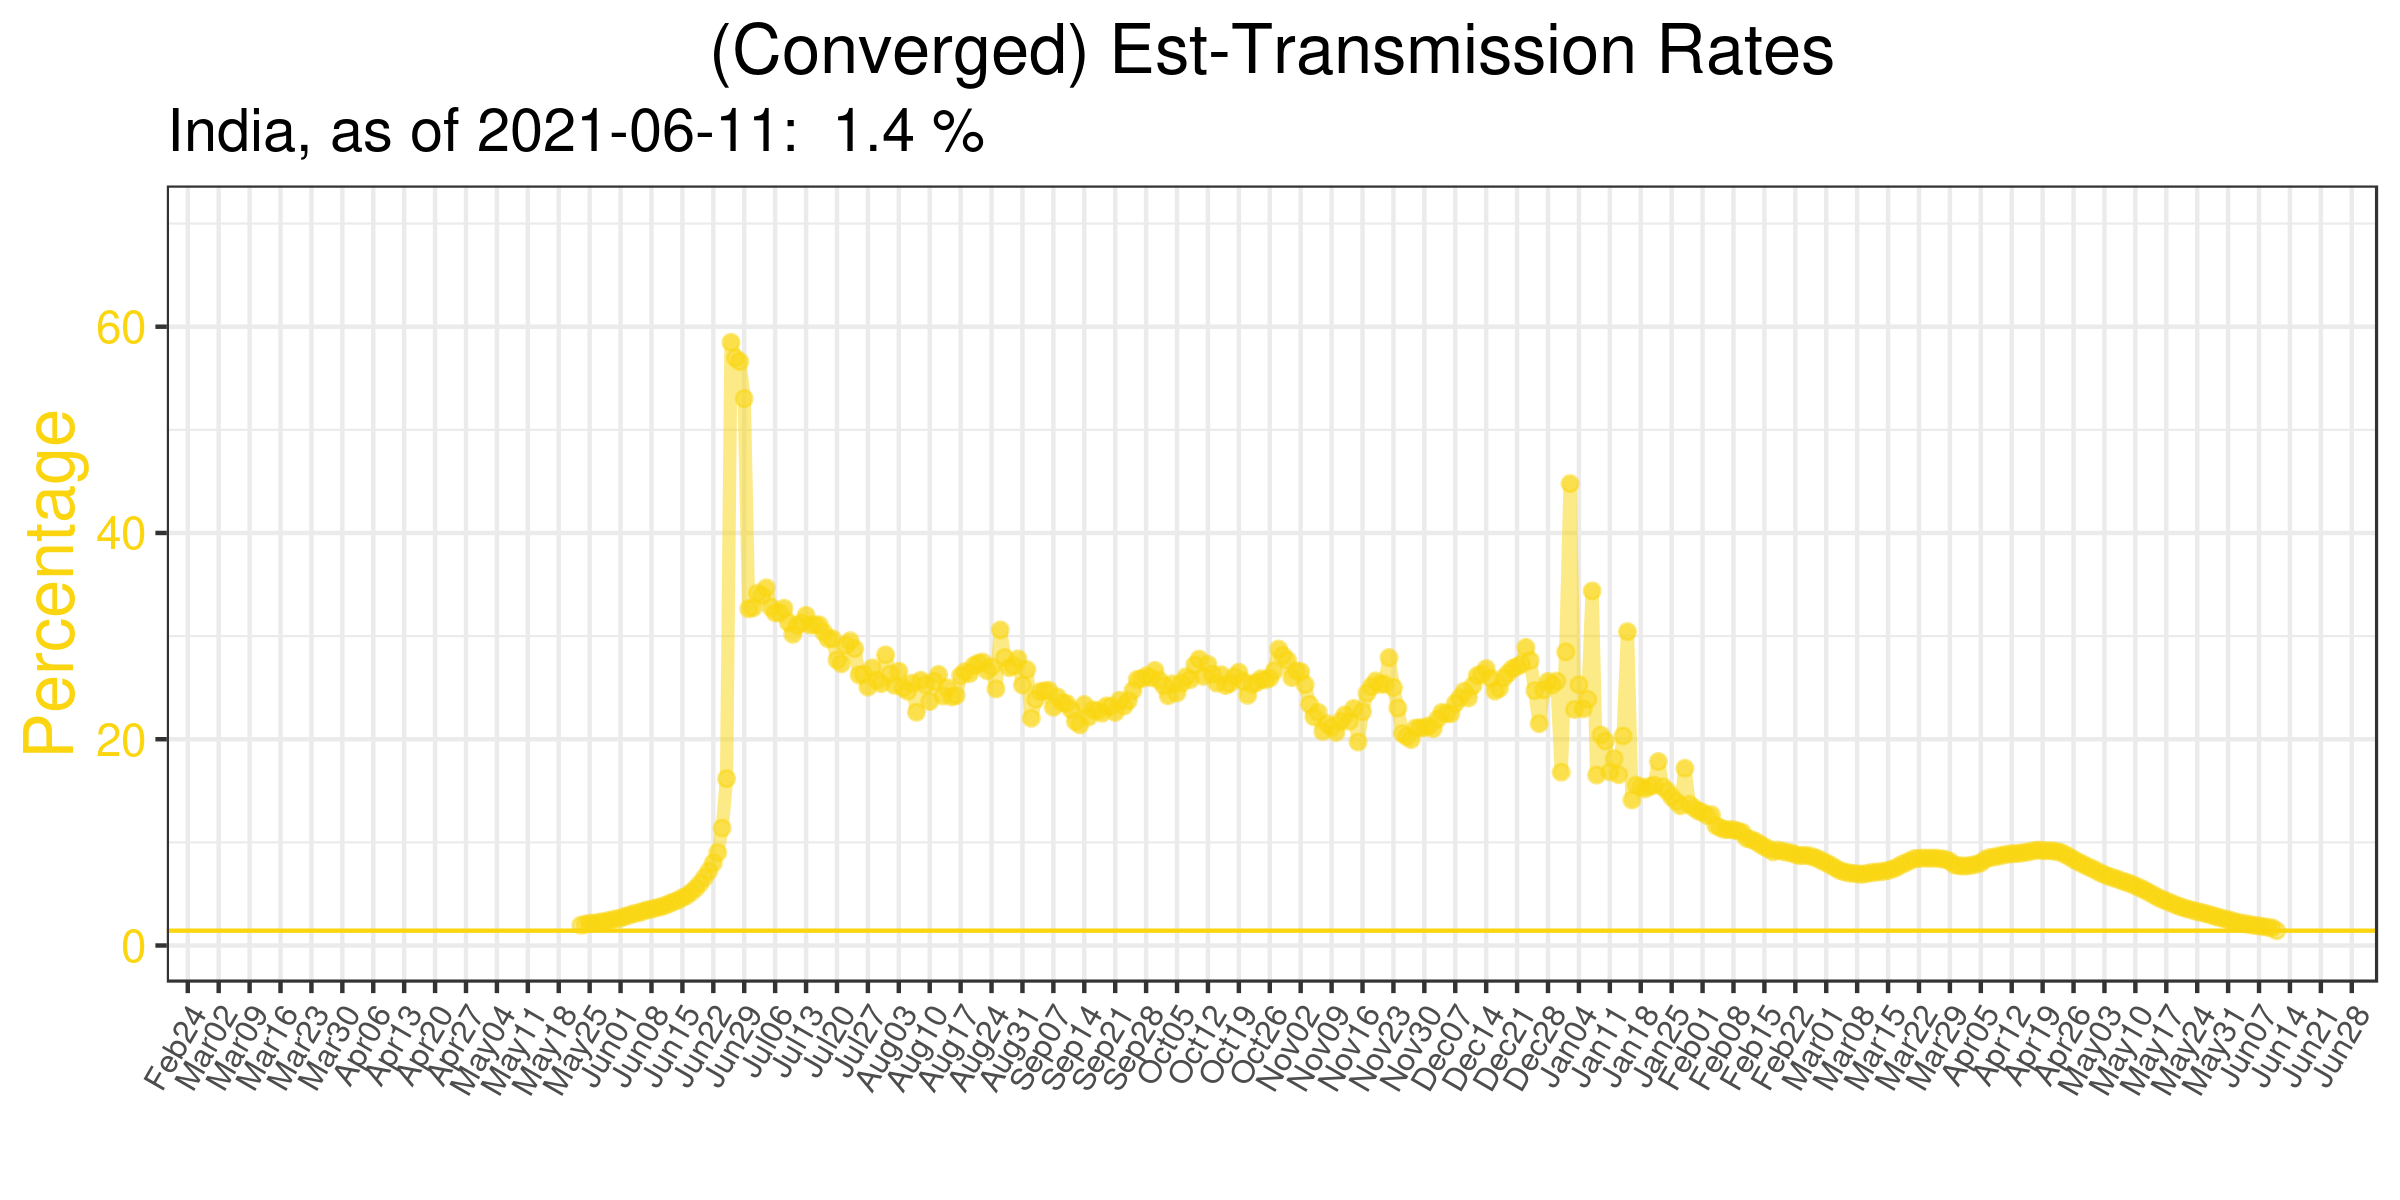 (Converged) Est-Transmission Rates
India, as of 2021-06-11:  1.4 %
Percentage
60
40
20
0
Feb24 Mar02 Mar09 Mar16 Mar23 Mar30 Apr06 Apr13 Apr20 Apr27 May04 May11 May18 May25 Jun01 Jun08 Jun15 Jun22 Jun29 Jul06 Jul13 Jul20 Jul27 Aug03 Aug10 Aug17 Aug24 Aug31 Sep07 Sep14 Sep21 Sep28 Oct05 Oct12 Oct19 Oct26 Nov02 Nov09 Nov16 Nov23 Nov30 Dec07 Dec14 Dec21 Dec28 Jan04 Jan11 Jan18 Jan25 Feb01 Feb08 Feb15 Feb22 Mar01 Mar08 Mar15 Mar22 Mar29 Apr05 Apr12 Apr19 Apr26 May03 May10 May17 May24 May31 Jun07 Jun14 Jun21 Jun28